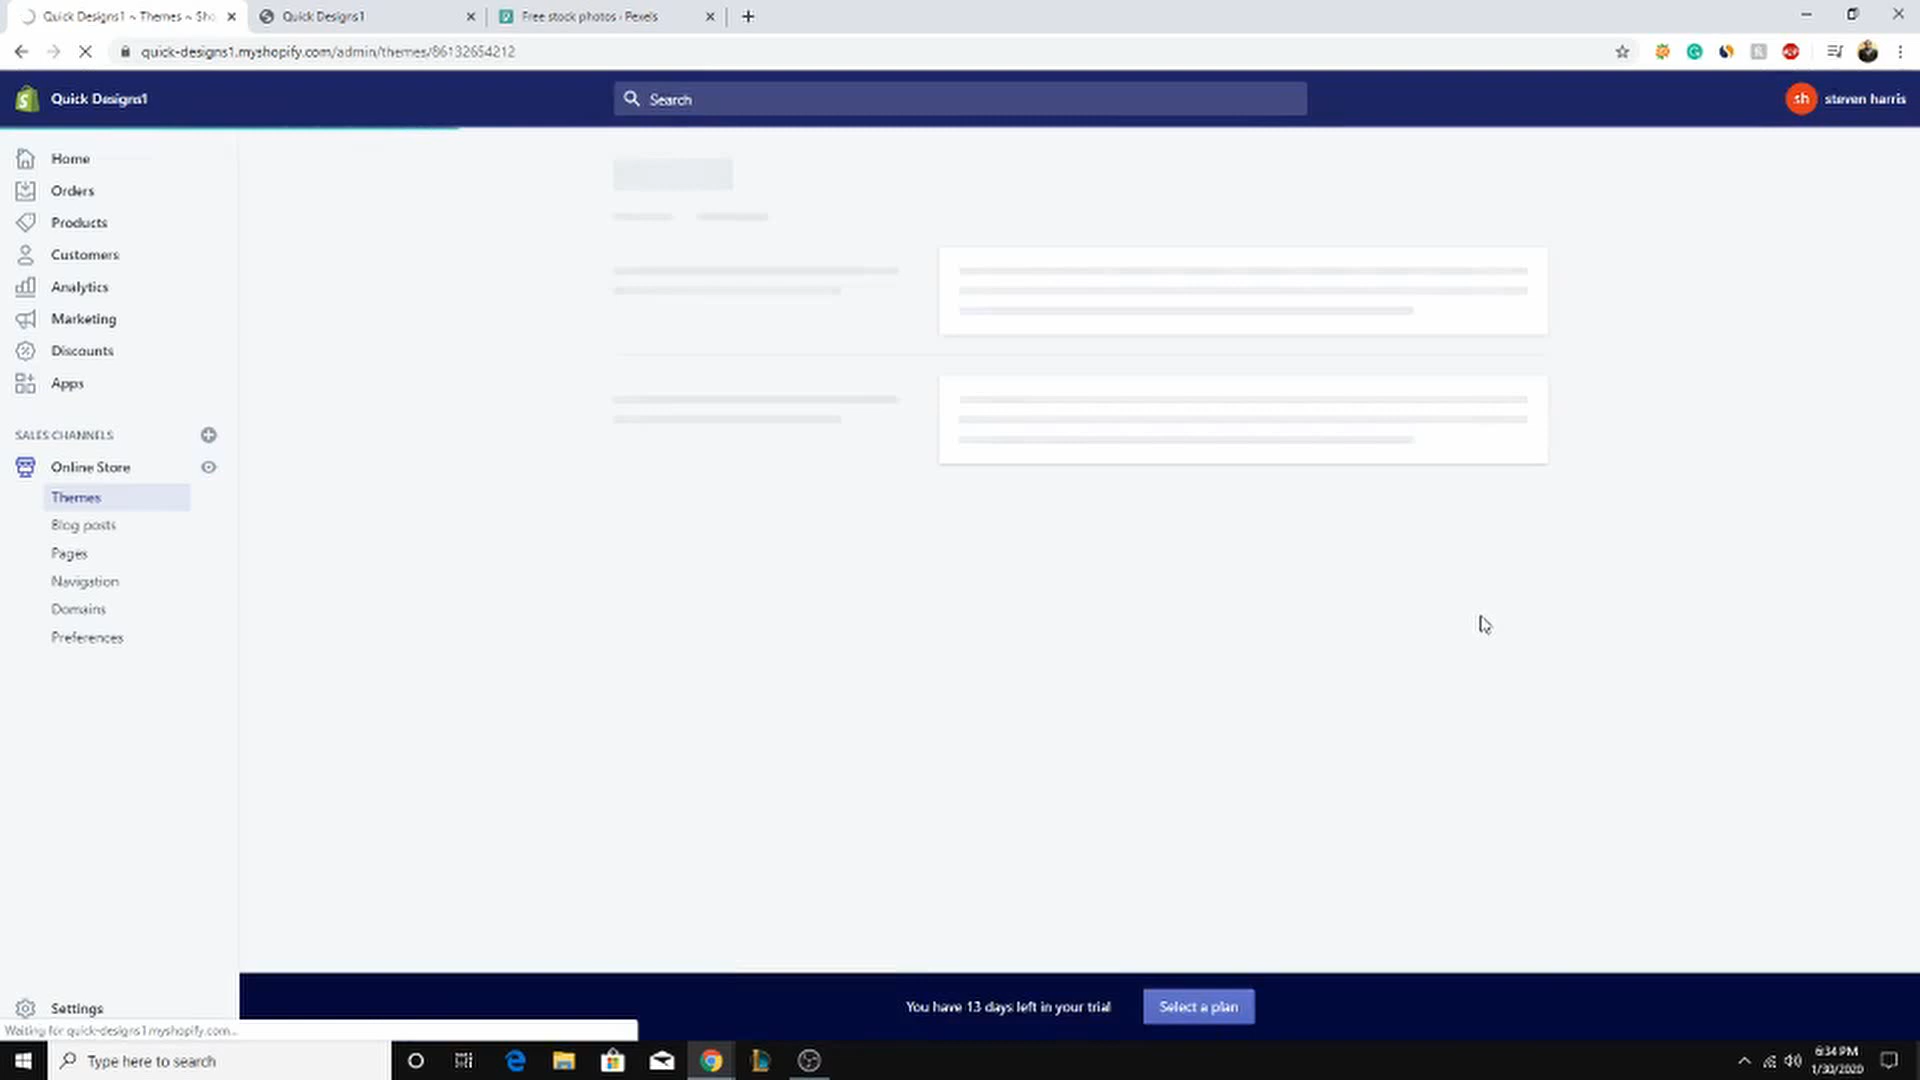 Quick Designs1 ~ Themes ~ Sho
Quick Designs1
Free stock photos · Pexels
quick-designs1.myshopify.com/admin/themes/86132654212
Quick Designs1
Search
sh
steven harris
Home
Orders
Products
Customers
Analytics
Marketing
Discounts
Apps
SALES CHANNELS
Online Store
Themes
Blog posts
Pages
Navigation
Domains
Preferences
Settings
You have 13 days left in your trial
Select a plan
Waiting for quick-designs1.myshopify.com...
Type here to search
6:34 PM
1/30/2020